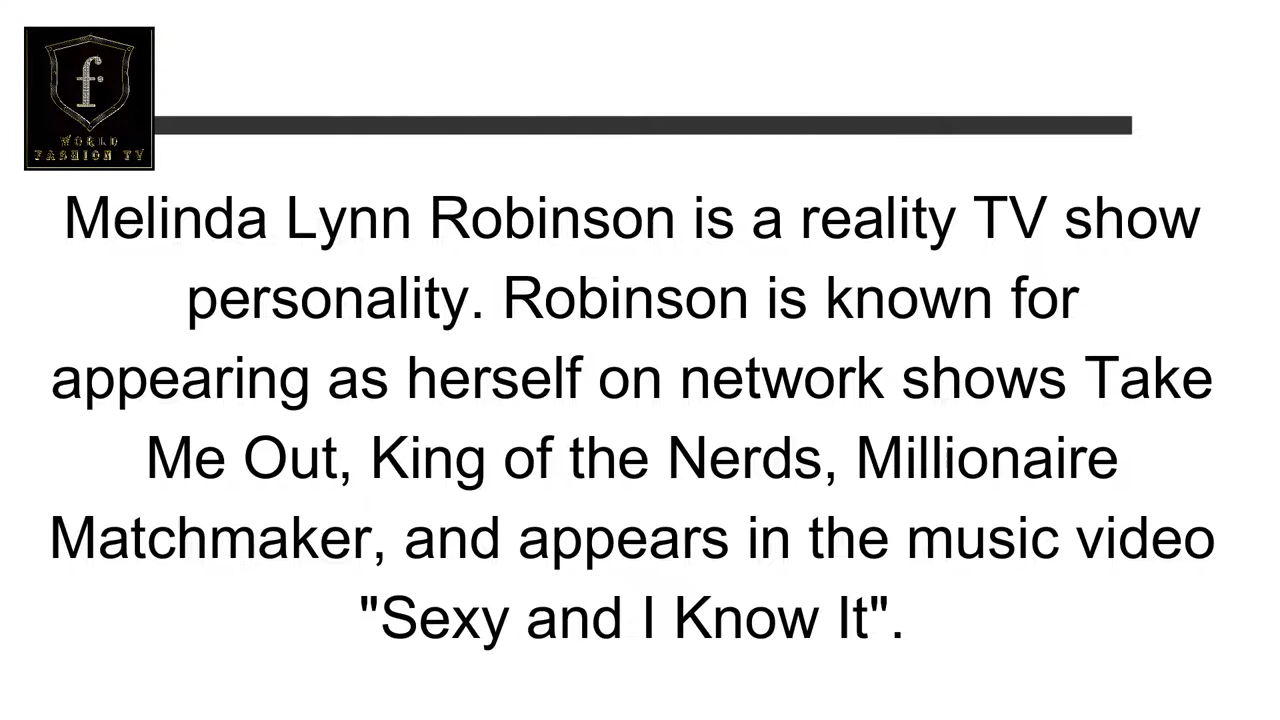 f
WORLD
FASHION TV
Melinda Lynn Robinson is a reality TV show
personality. Robinson is known for
appearing as herself on network shows Take
Me Out, King of the Nerds, Millionaire
Matchmaker, and appears in the music video
"Sexy and I Know It".